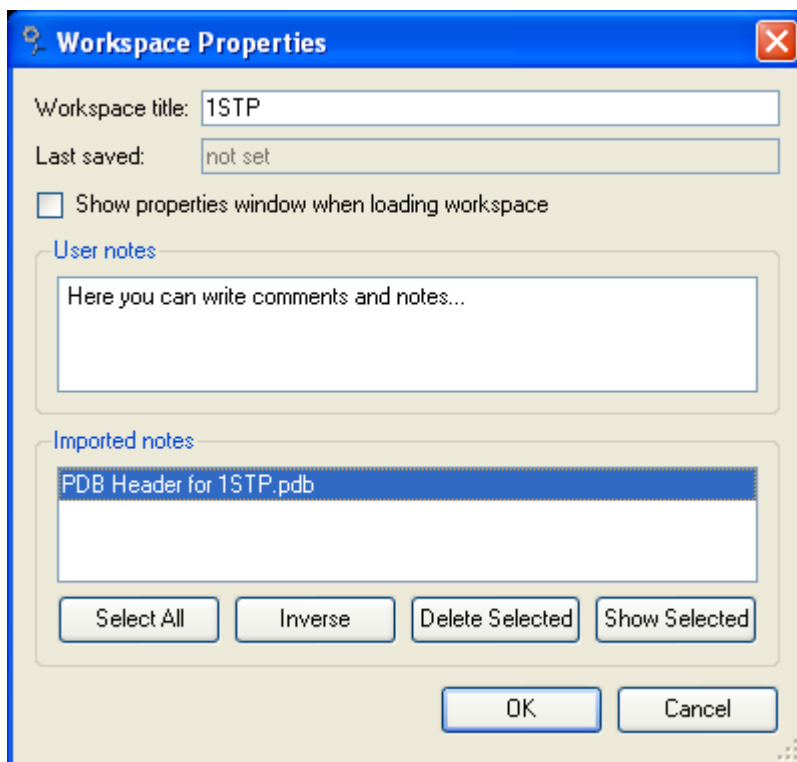 Workspace Properties
Workspace title: 1STP
Last saved: not set
Show properties window when loading workspace
User notes
Here you can write comments and notes...
Imported notes
PDB Header for 1STP.pdb
Select All Inverse Delete Selected Show Selected
OK Cancel